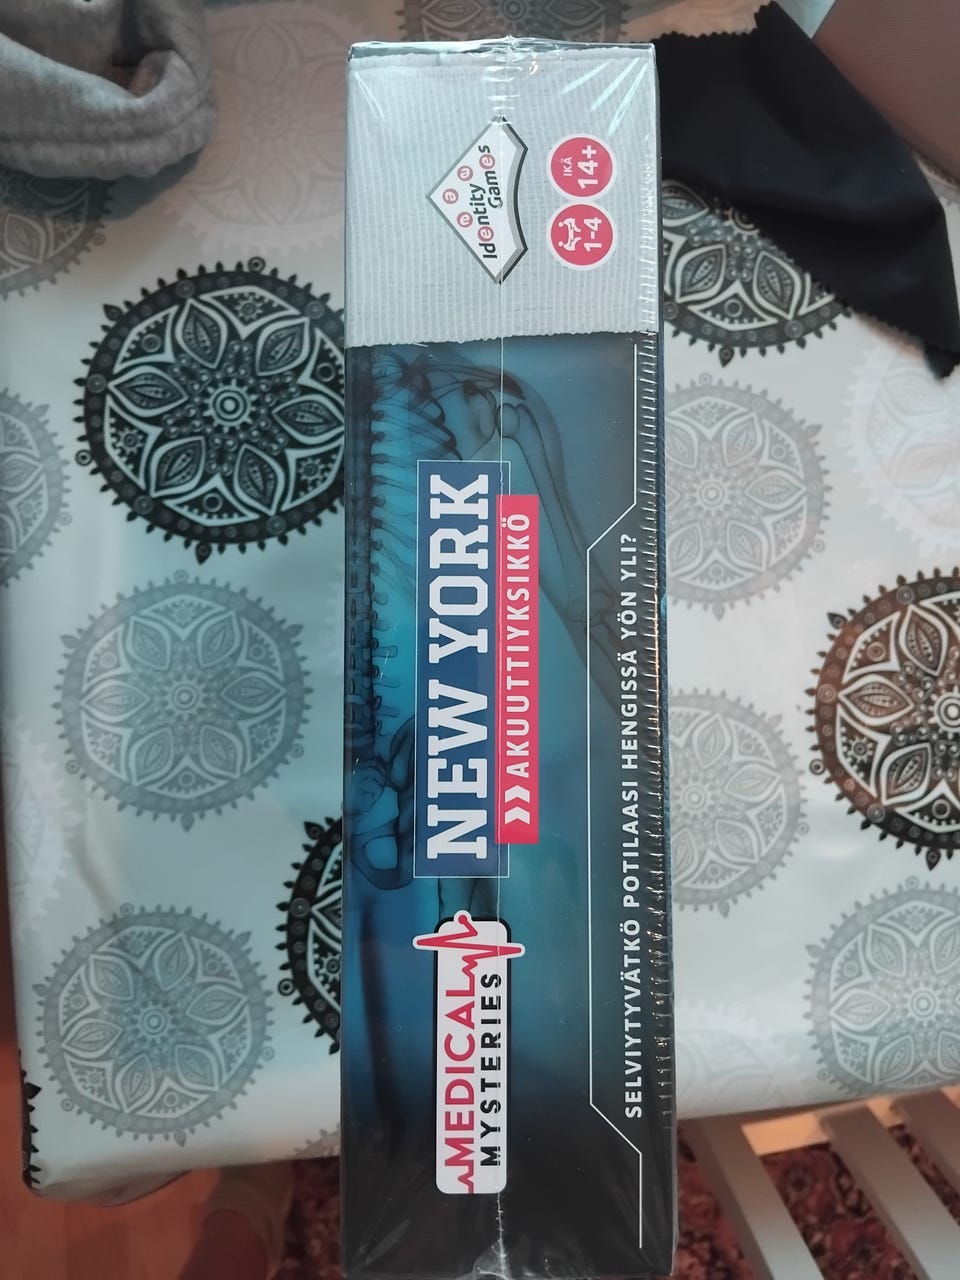 MEDICAL
MYSTERIES
NEW YORK
AKUUTTIYKSIKKÖ
SELVIYTYVÄTKÖ POTILAASI HENGISSÄ YÖN YLI?
Identity
Games
1-4
IKÄ
14+